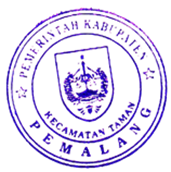 PEMERINTAH KABUPATEN
KECAMATAN TAMAN
PEMALANG